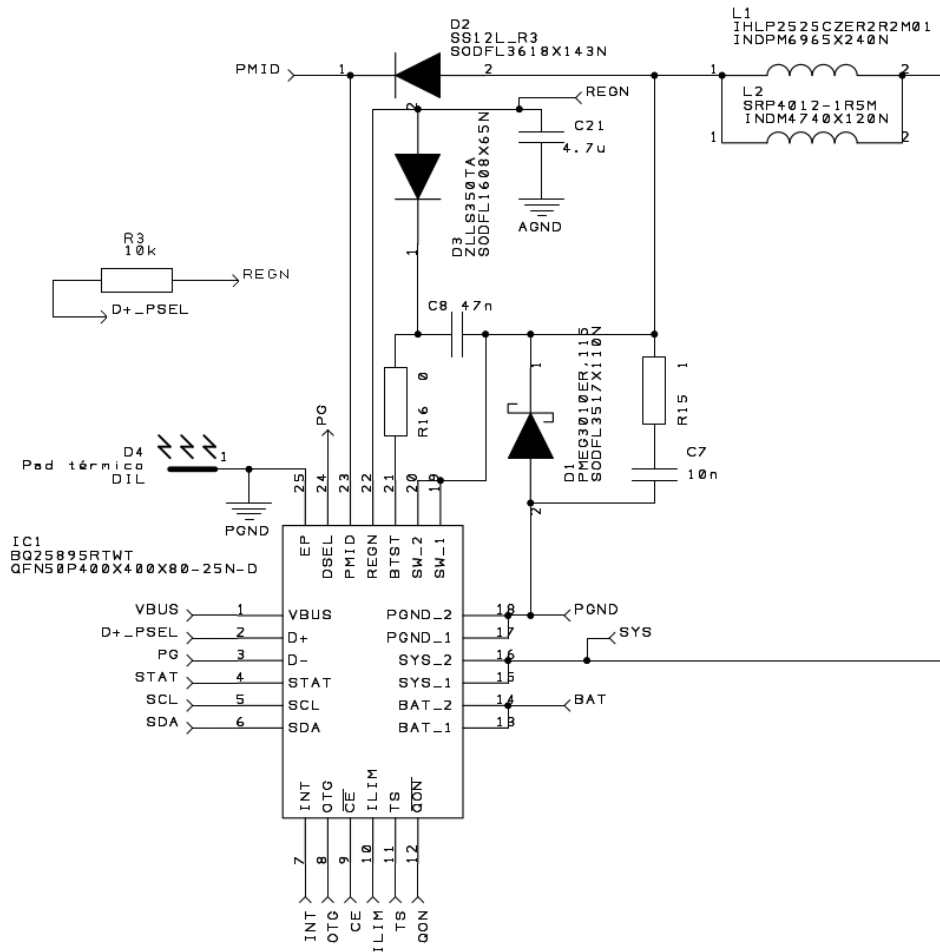 L1
IHLP2525CZER2R2M01
INDPM6965X240N
D2
SS12L_R3
SODFL3618X143N
PMID
1
2
1
2
REGN
L2
SRP4012-1R5M
INDM4740X120N
1
2
2
C21
4.7u
AGND
D3
ZLLS350TA
SODFL1608X65N
1
R3
10k
REGN
D+_PSEL
C8 47n
R16
0
1
D1
PMEG3010ER,115
SODFL3517X110N
2
R15
1
C7
10n
PG
D4
Pad térmico
DIL
1
PGND
25
24
23
22
21
20
19
IC1
BQ25895RTWT
QFN50P400X400X80-25N-D
EP
DSEL
PMID
REGN
BTST
SW_2
SW_1
VBUS 1 VBUS
D+_PSEL 2 D+
PG 3 D-
STAT 4 STAT
SCL 5 SCL
SDA 6 SDA
PGND_2 18 PGND
PGND_1 17
SYS
SYS_2 16
SYS_1 15
BAT_2 14 BAT
BAT_1 13
INT
OTG
CE
ILIM
TS
QON
7
8
9
10
11
12
INT
OTG
CE
ILIM
TS
QON